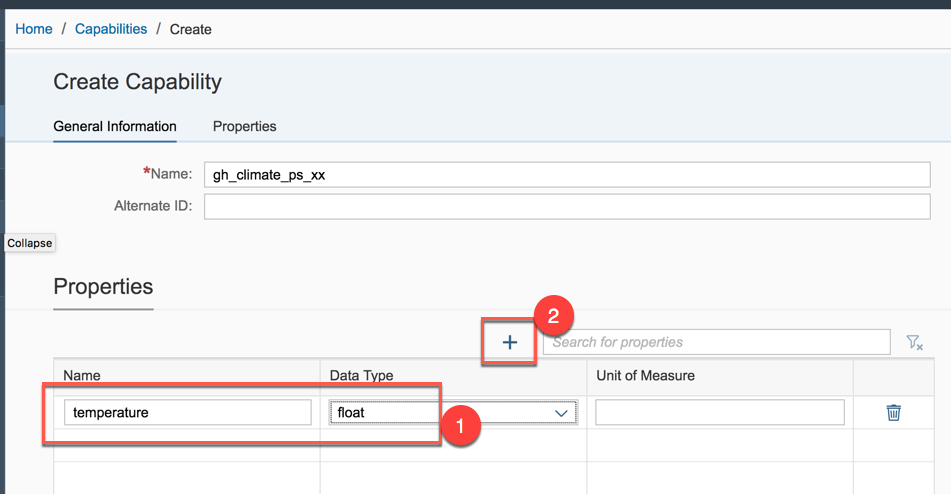 Home / Capabilities / Create
Create Capability
General Information Properties
*Name: gh_climate_ps_xx
Alternate ID:
Collapse
Properties
2
+ Search for properties
Name Data Type Unit of Measure
temperature float
1